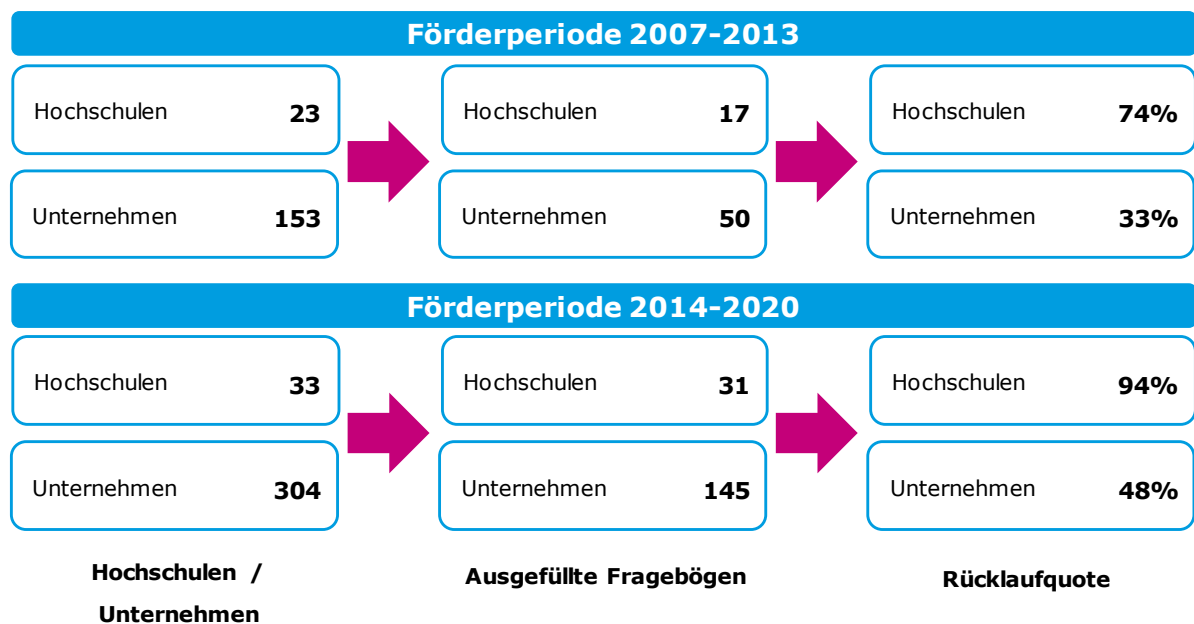 Förderperiode 2007-2013
Hochschulen 23
Hochschulen 17
Hochschulen 74%
Unternehmen 153
Unternehmen 50
Unternehmen 33%
Förderperiode 2014-2020
Hochschulen 33
Hochschulen 31
Hochschulen 94%
Unternehmen 304
Unternehmen 145
Unternehmen 48%
Hochschulen /
Unternehmen
Ausgefüllte Fragebögen
Rücklaufquote